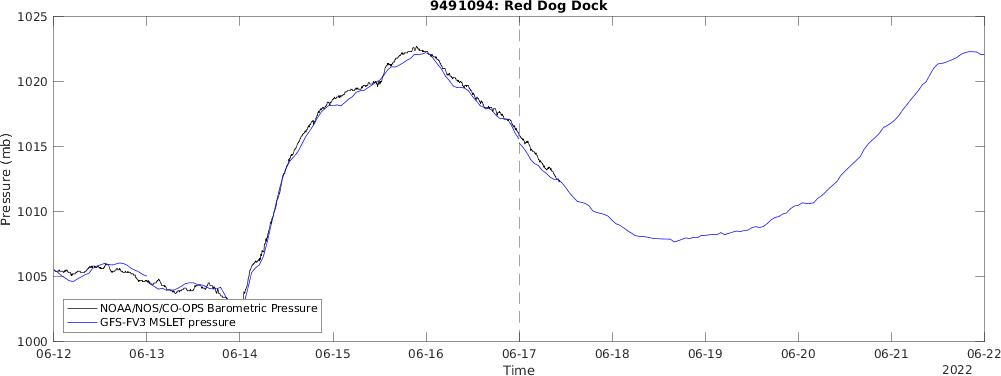 9491094: Red Dog Dock
1025
1020
1015
1010
1005
1000
Pressure (mb)
NOAA/NOS/CO-OPS Barometric Pressure
GFS-FV3 MSLET pressure
06-12 06-13 06-14 06-15 06-16 06-17 06-18 06-19 06-20 06-21 06-22
Time
2022